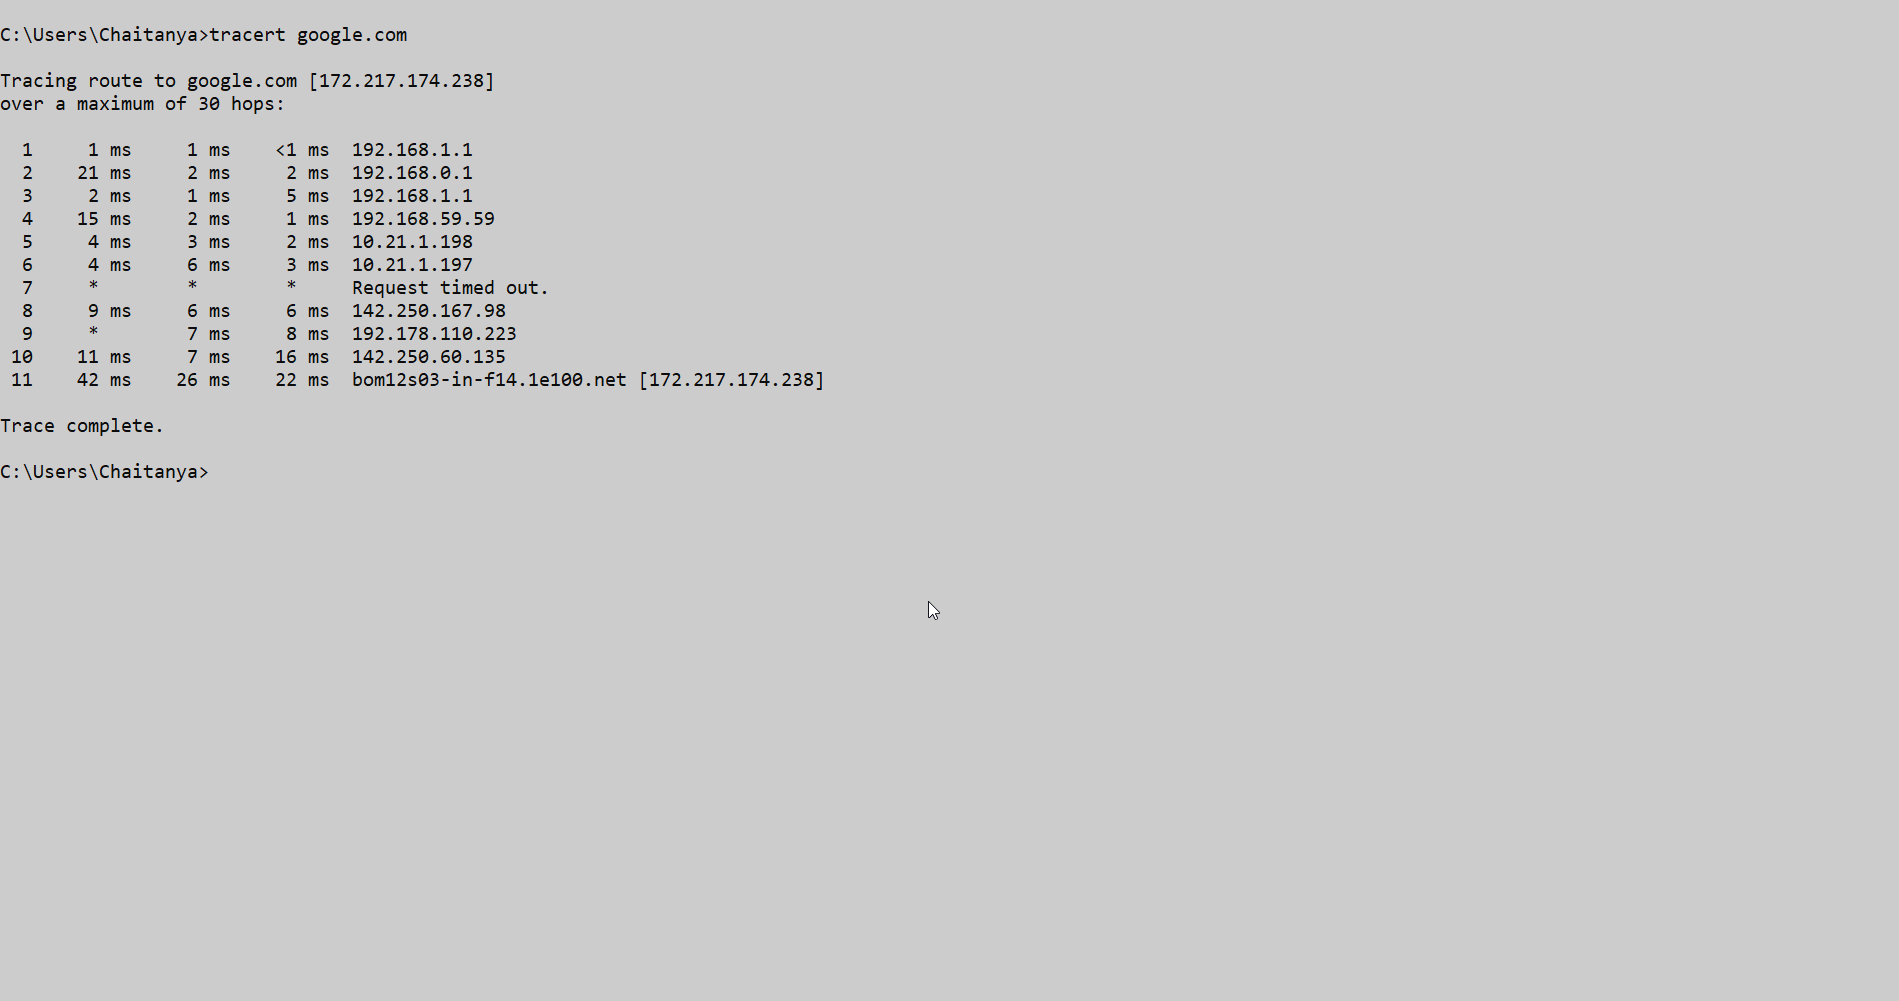 C:\Users\Chaitanya>tracert google.com
Tracing route to google.com [172.217.174.238]
over a maximum of 30 hops:
1 1 ms 1 ms <1 ms 192.168.1.1
2 21 ms 2 ms 2 ms 192.168.0.1
3 2 ms 1 ms 5 ms 192.168.1.1
4 15 ms 2 ms 1 ms 192.168.59.59
5 4 ms 3 ms 2 ms 10.21.1.198
6 4 ms 6 ms 3 ms 10.21.1.197
7 * * * Request timed out.
8 9 ms 6 ms 6 ms 142.250.167.98
9 * 7 ms 8 ms 192.178.110.223
10 11 ms 7 ms 16 ms 142.250.60.135
11 42 ms 26 ms 22 ms bom12s03-in-f14.1e100.net [172.217.174.238]
Trace complete.
C:\Users\Chaitanya>